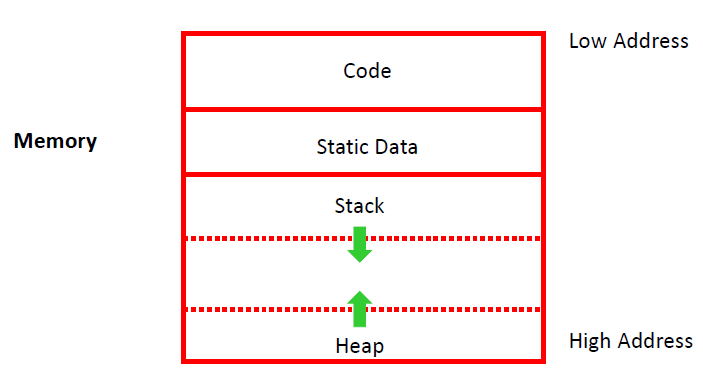 Low Address
Code
Memory
Static Data
Stack
Heap
High Address